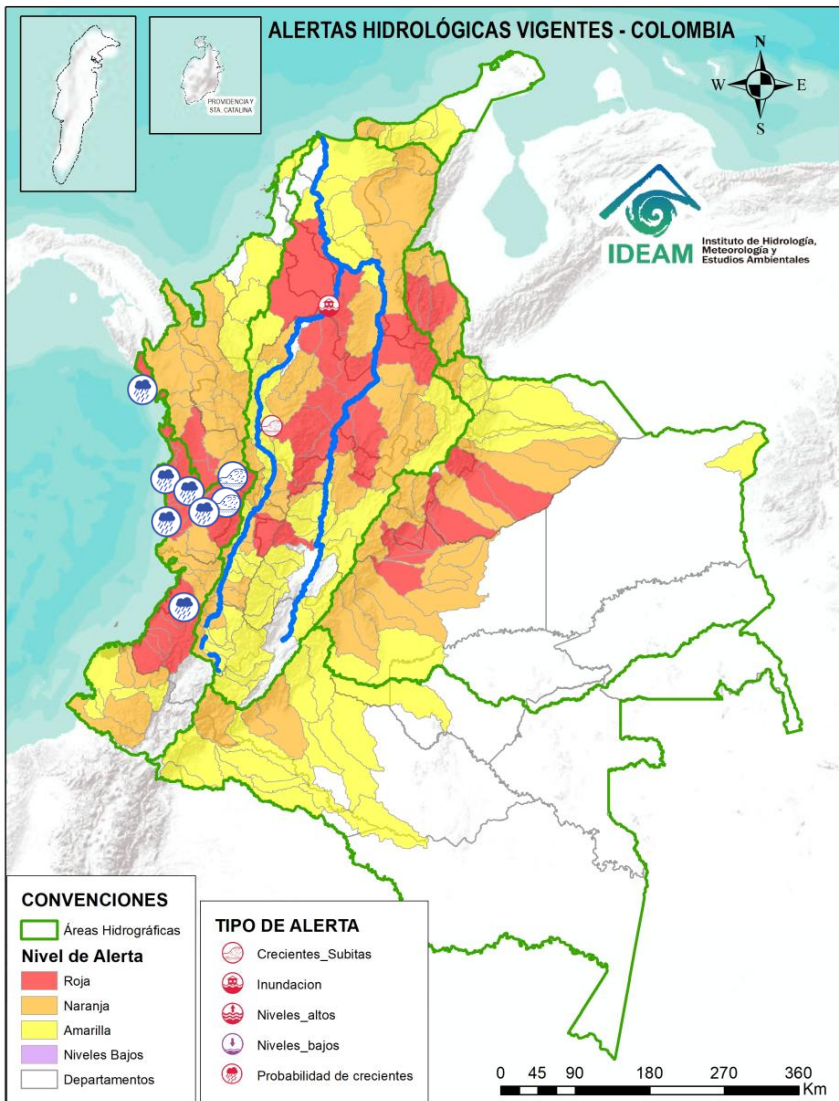 ALERTAS HIDROLÓGICAS VIGENTES - COLOMBIA
PROVIDENCIA Y
STA. CATALINA
N
W
E
S
IDEAM
Instituto de Hidrología,
Meteorología y
Estudios Ambientales
CONVENCIONES
Áreas Hidrográficas
Nivel de Alerta
Roja
Naranja
Amarilla
Niveles Bajos
Departamentos
TIPO DE ALERTA
Crecientes_Subitas
Inundacion
Niveles_altos
Niveles_bajos
Probabilidad de crecientes
0 45 90 180 270 360
Km